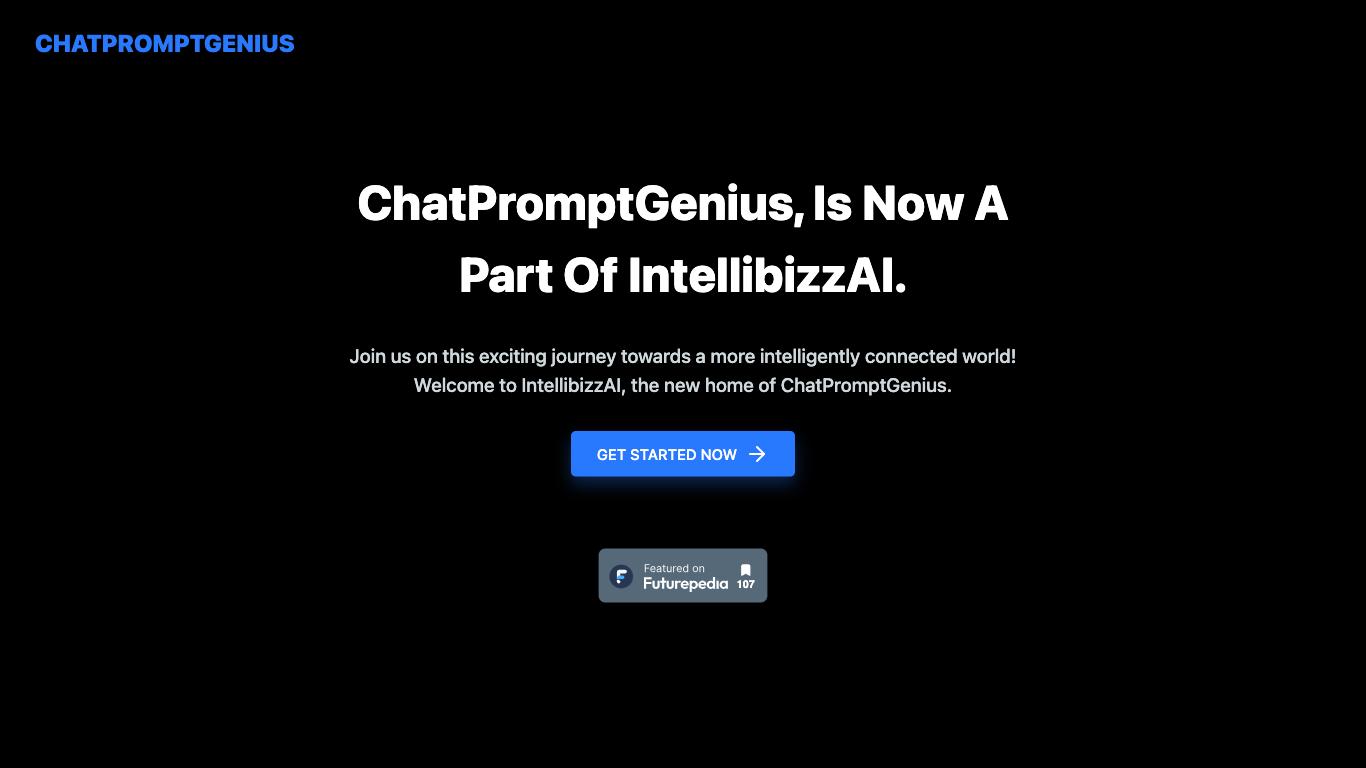 CHATPROMPTGENIUS
ChatPromptGenius, Is Now A
Part Of IntellibizzAI.
Join us on this exciting journey towards a more intelligently connected world!
Welcome to IntellibizzAI, the new home of ChatPromptGenius.
GET STARTED NOW
Featured on
Futurepedia
107